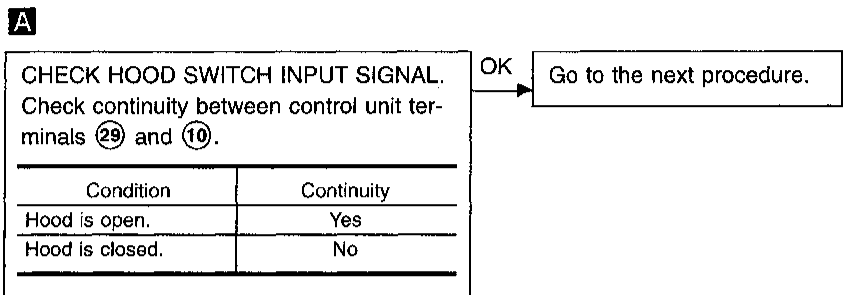 A
CHECK HOOD SWITCH INPUT SIGNAL.
Check continuity between control unit ter-
minals 29 and 10.
Condition Continuity
Hood is open. Yes
Hood is closed. No
OK
Go to the next procedure.